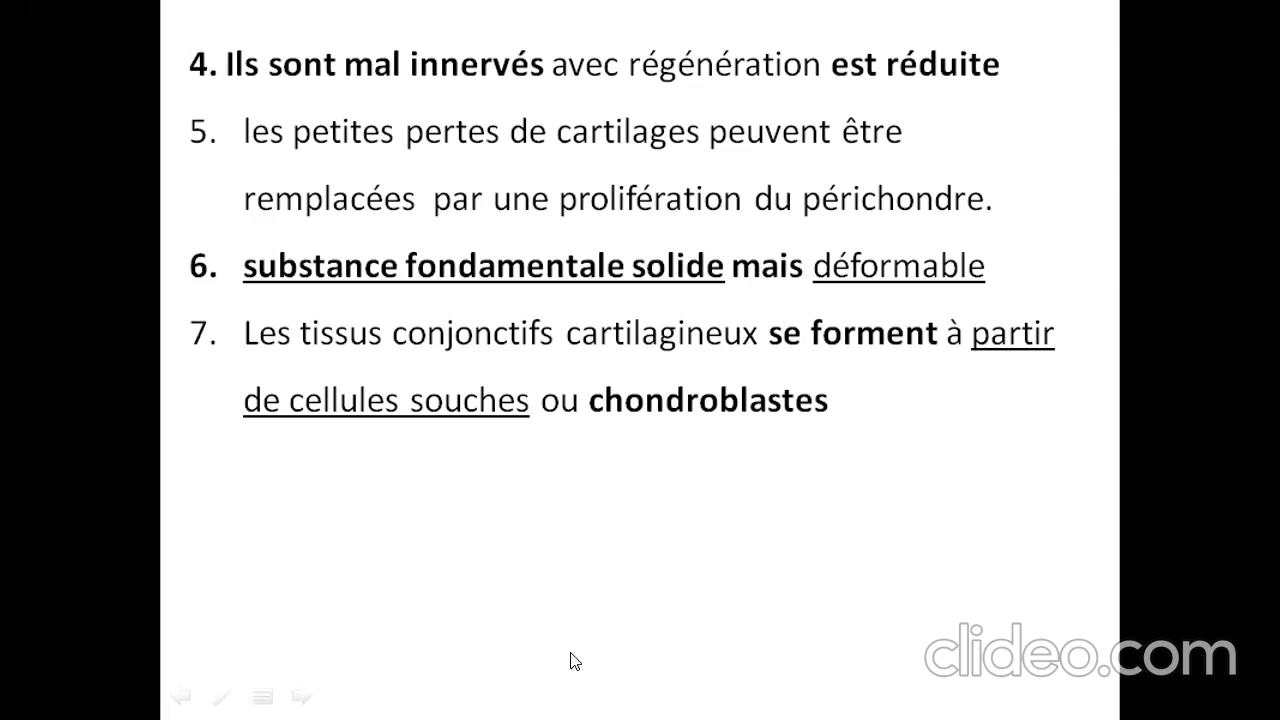 4. Ils sont mal innervés avec régénération est réduite
5. les petites pertes de cartilages peuvent être
remplacées par une prolifération du périchondre.
6. substance fondamentale solide mais déformable
7. Les tissus conjonctifs cartilagineux se forment à partir
de cellules souches ou chondroblastes
clideo.com